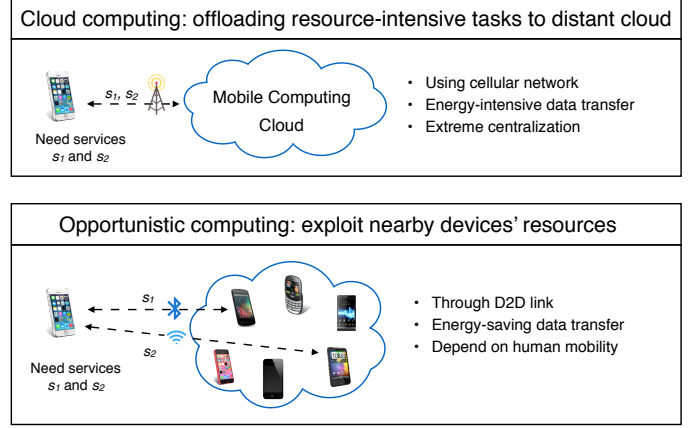 Cloud computing: offloading resource-intensive tasks to distant cloud
s1, s2
Mobile Computing
Cloud
Need services
s1 and s2
• Using cellular network
• Energy-intensive data transfer
• Extreme centralization
Opportunistic computing: exploit nearby devices' resources
s1
s2
Need services
s1 and s2
• Through D2D link
• Energy-saving data transfer
• Depend on human mobility